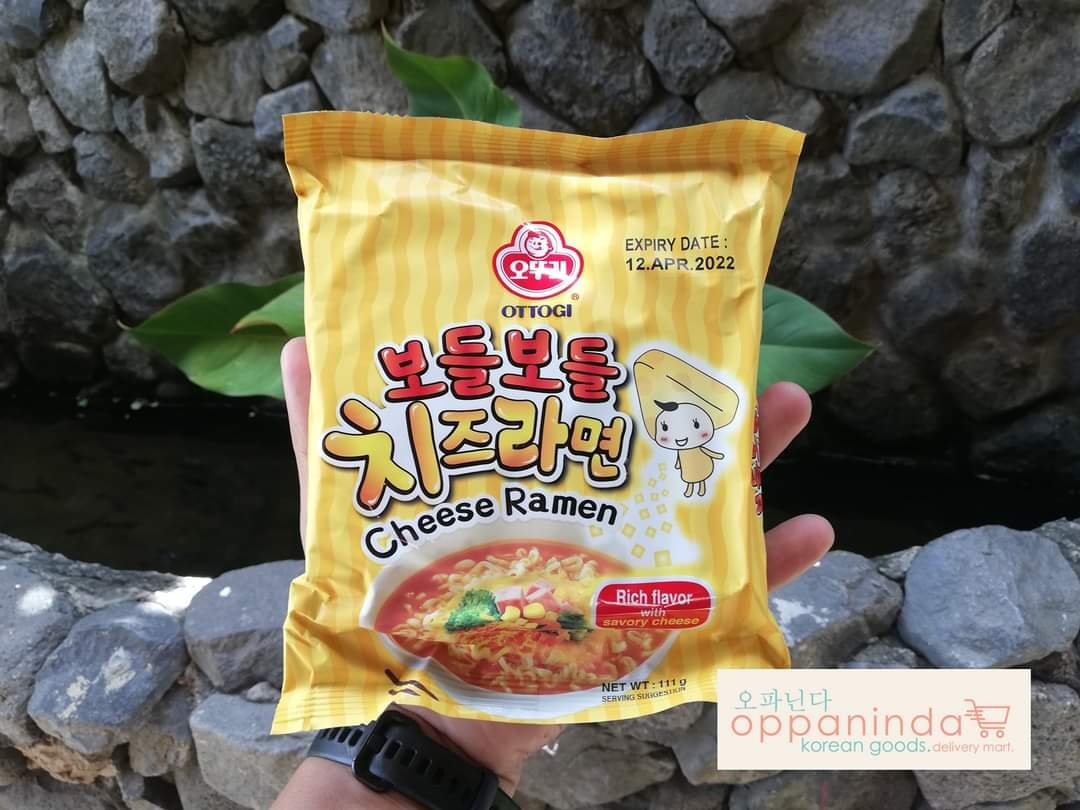 오뚜기
OTTOGI
®
EXPIRY DATE :
12.APR.2022
보들보들
치즈라면
Cheese Ramen
Rich flavor
with
savory cheese
NET WT : 111 g
SERVING SUGGESTION
오파닌다
oppaninda
korean goods.delivery mart.